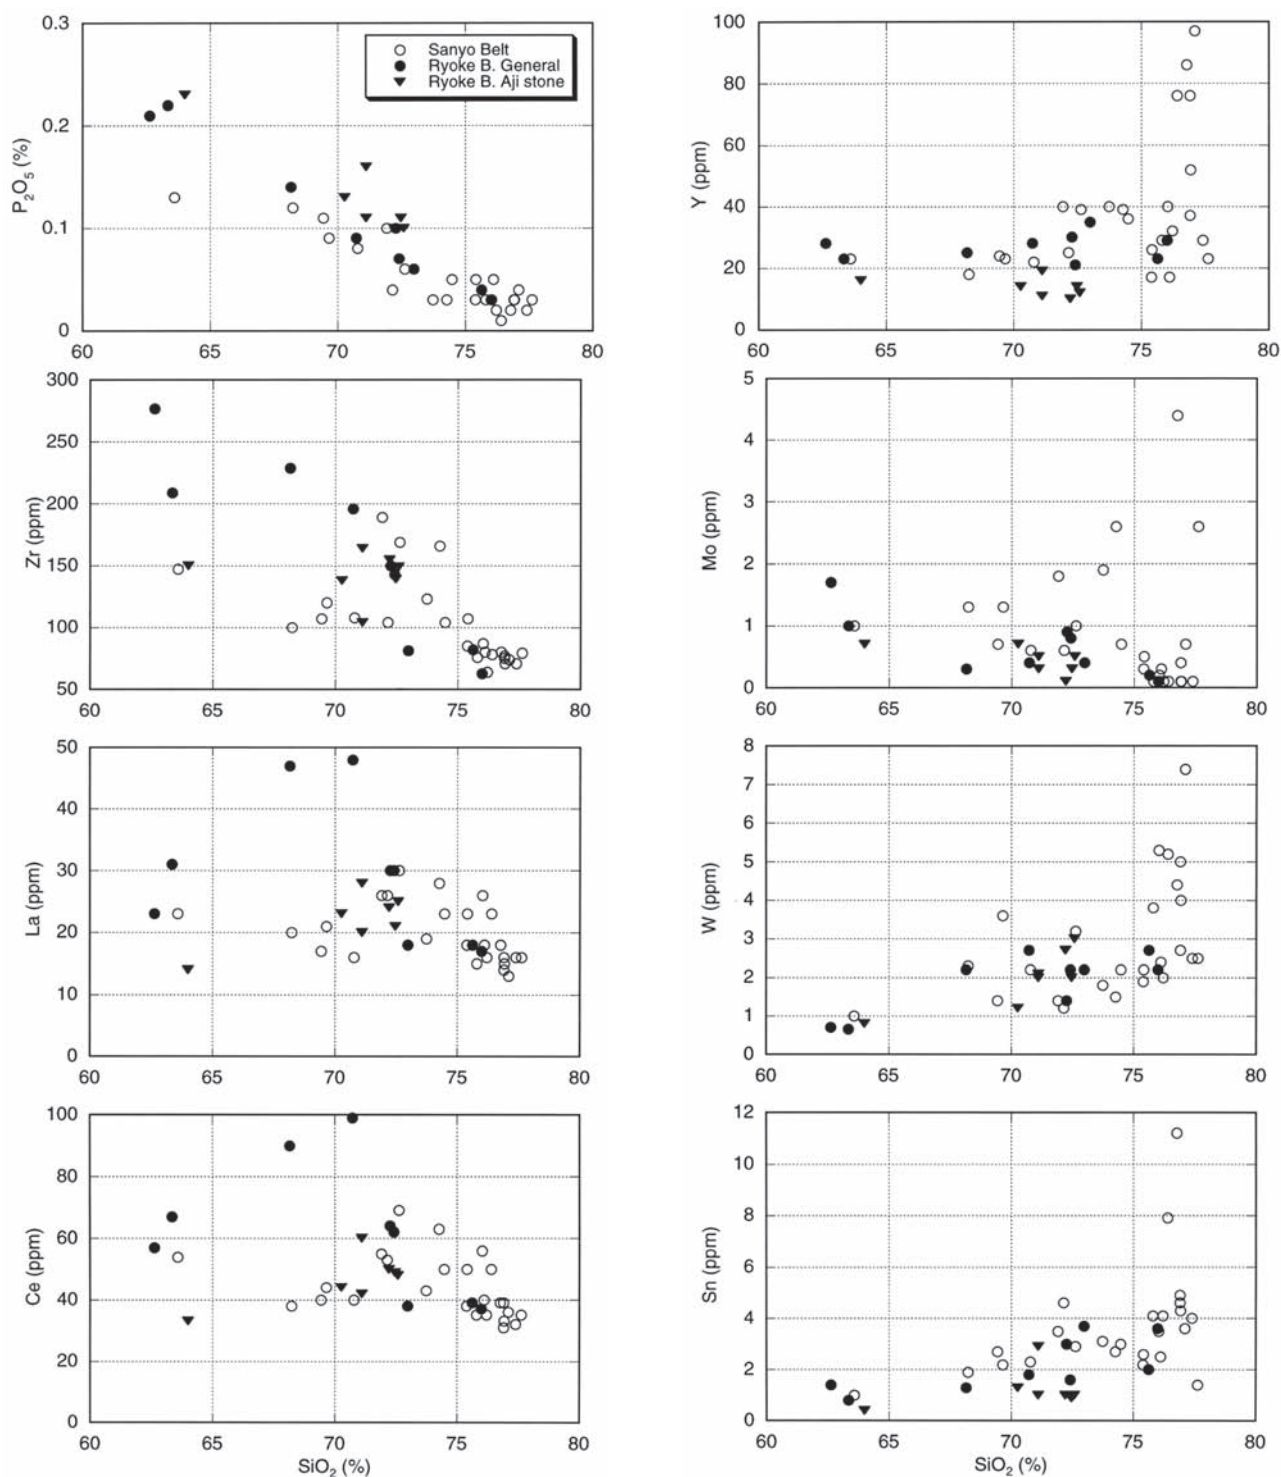 0.3
0.2
0.1
0
P2O5 (%)
60 65 70 75 80
Sanyo Belt
Ryoke B. General
Ryoke B. Aji stone
100
80
60
40
20
0
Y (ppm)
60 65 70 75 80
300
250
200
150
100
50
Zr (ppm)
60 65 70 75 80
5
4
3
2
1
0
Mo (ppm)
60 65 70 75 80
50
40
30
20
10
0
La (ppm)
60 65 70 75 80
8
7
6
5
4
3
2
1
0
W (ppm)
60 65 70 75 80
100
80
60
40
20
0
Ce (ppm)
60 65 70 75 80
SiO2 (%)
12
10
8
6
4
2
0
Sn (ppm)
60 65 70 75 80
SiO2 (%)